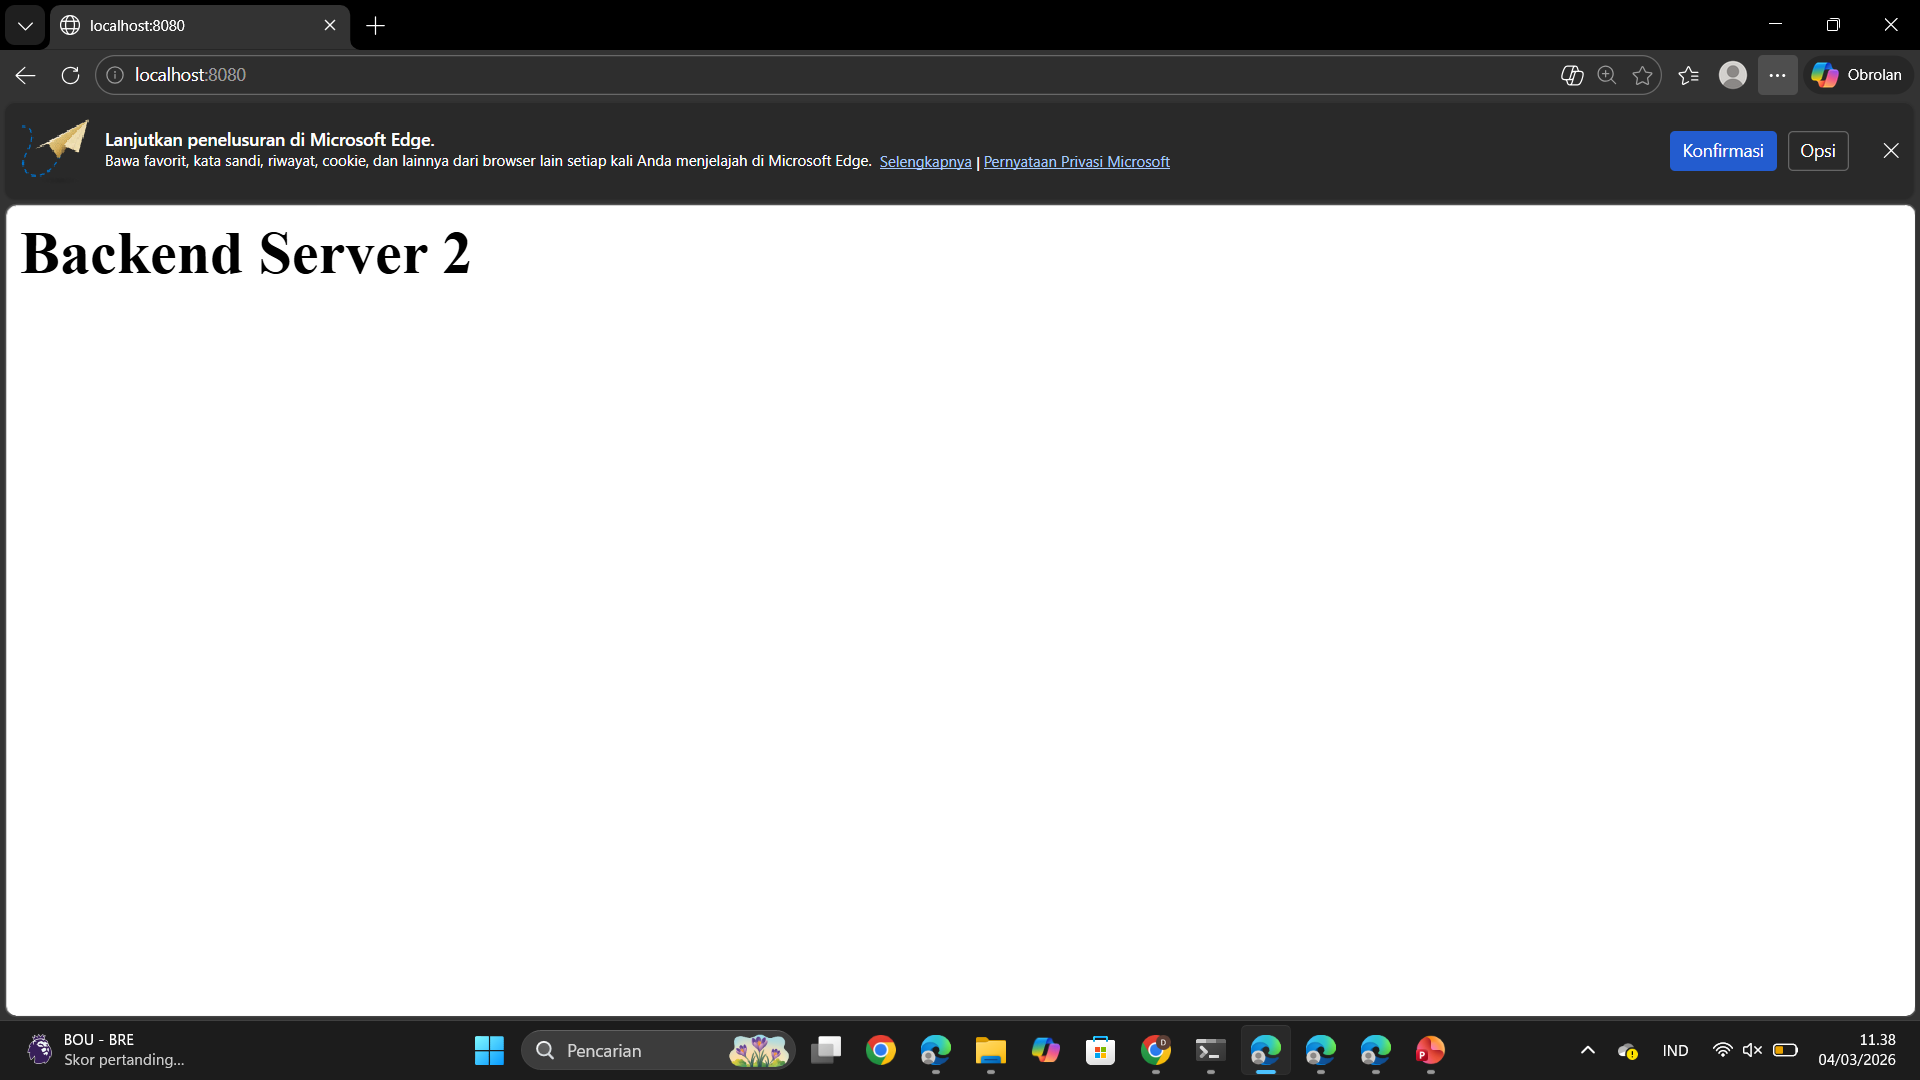 localhost:8080
localhost:8080
Obrolan
Lanjutkan penelusuran di Microsoft Edge.
Bawa favorit, kata sandi, riwayat, cookie, dan lainnya dari browser lain setiap kali Anda menjelajah di Microsoft Edge. Selengkapnya | Pernyataan Privasi Microsoft
Konfirmasi
Opsi
Backend Server 2
BOU - BRE
Skor pertanding...
Pencarian
D
P
IND
11.38
04/03/2026